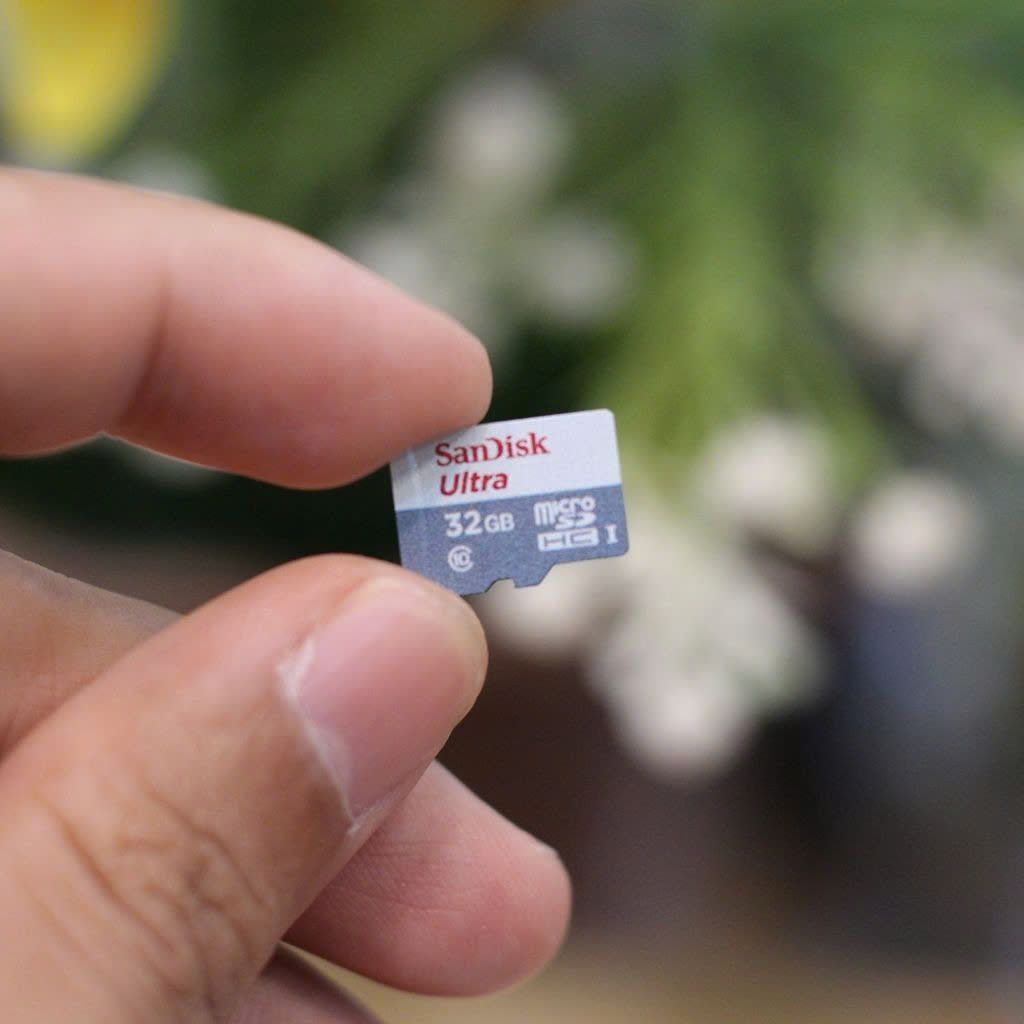 SanDisk
Ultra
32GB
micro
SD
HC I
10